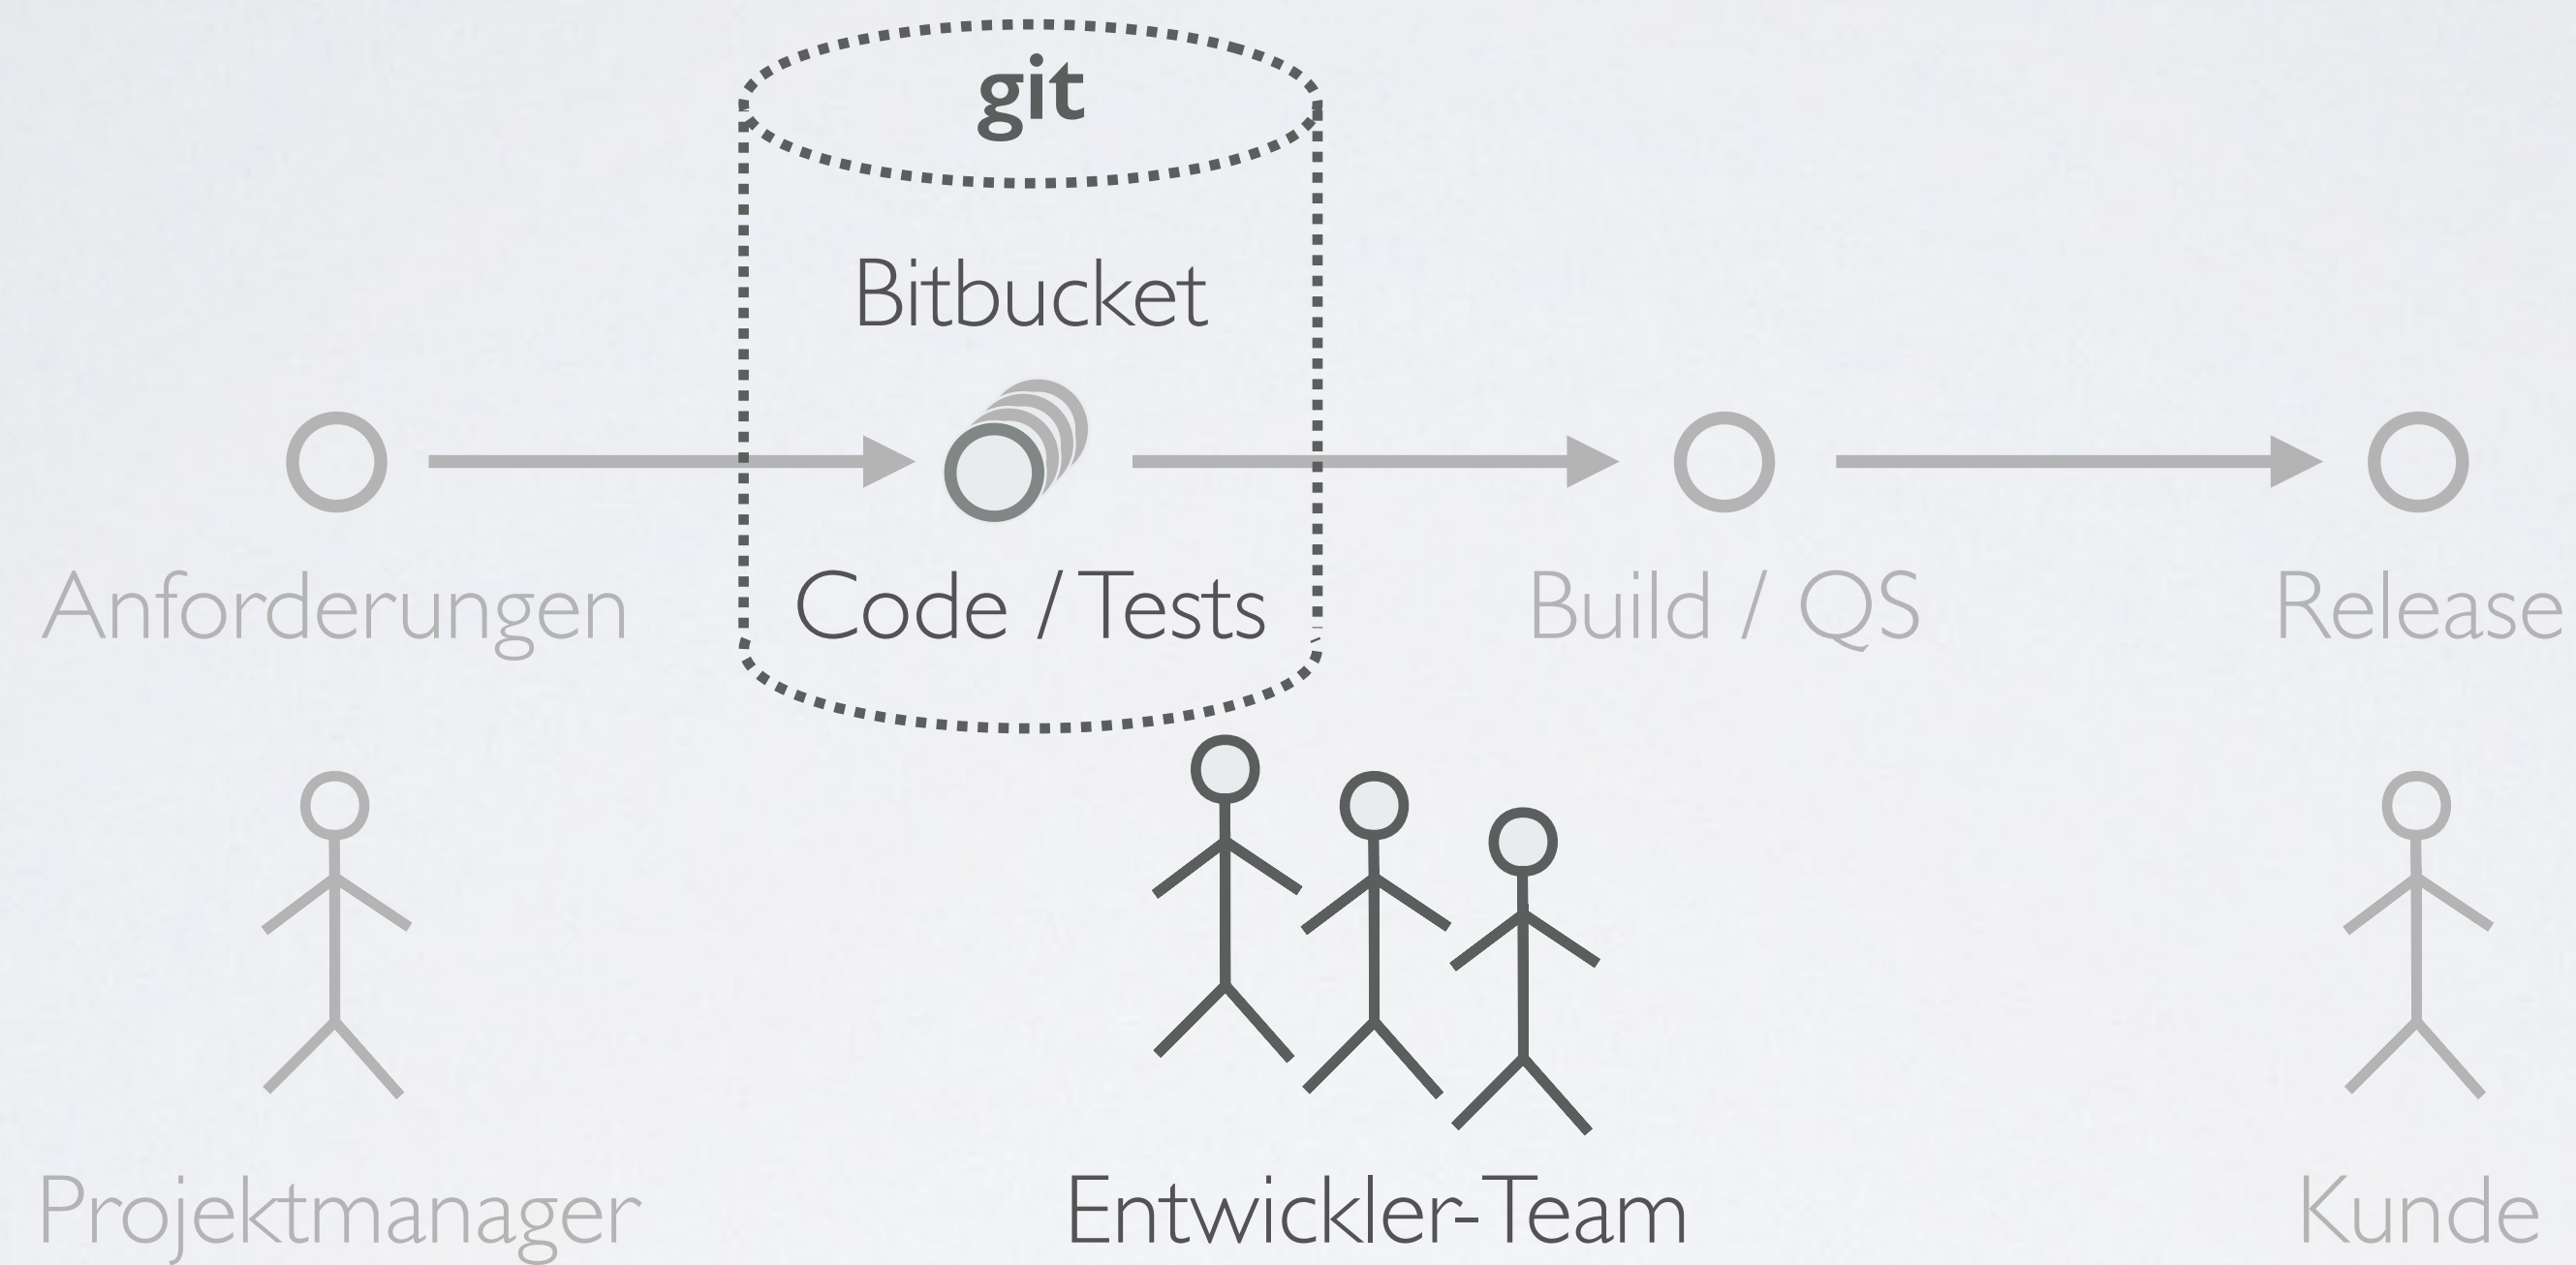 git
Bitbucket
Anforderungen
Code / Tests
Build / QS
Release
Projektmanager
Entwickler-Team
Kunde